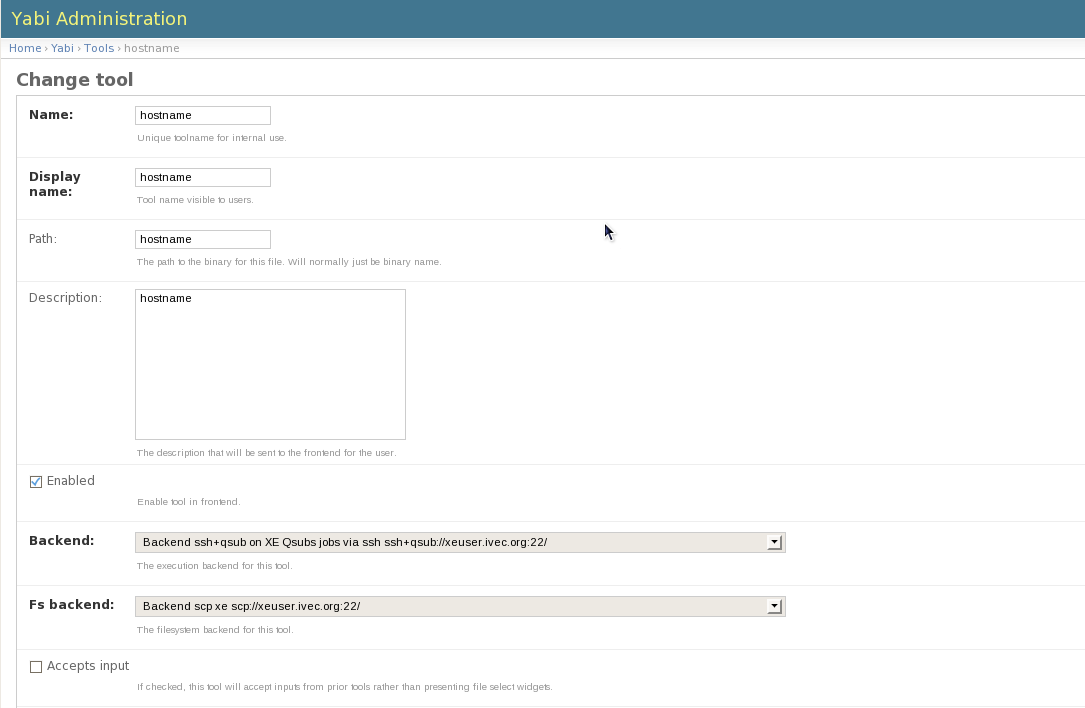 Yabi Administration
Home › Yabi › Tools › hostname
Change tool
Name: hostname
Unique toolname for internal use.
Display name: hostname
Tool name visible to users.
Path: hostname
The path to the binary for this file. Will normally just be binary name.
Description: hostname
The description that will be sent to the frontend for the user.
Enabled
Enable tool in frontend.
Backend: Backend ssh+qsub on XE Qsubs jobs via ssh ssh+qsub://xeuser.ivec.org:22/
The execution backend for this tool.
Fs backend: Backend scp xe scp://xeuser.ivec.org:22/
The filesystem backend for this tool.
Accepts input
If checked, this tool will accept inputs from prior tools rather than presenting file select widgets.